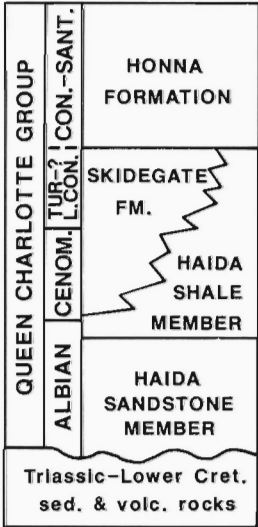 QUEEN CHARLOTTE GROUP
CON.-SANT.
TUR-?
L.CON.
CENOM.
ALBIAN
HONNA
FORMATION
SKIDEGATE
FM.
HAIDA
SHALE
MEMBER
HAIDA
SANDSTONE
MEMBER
Triassic-Lower Cret.
sed. & volc. rocks